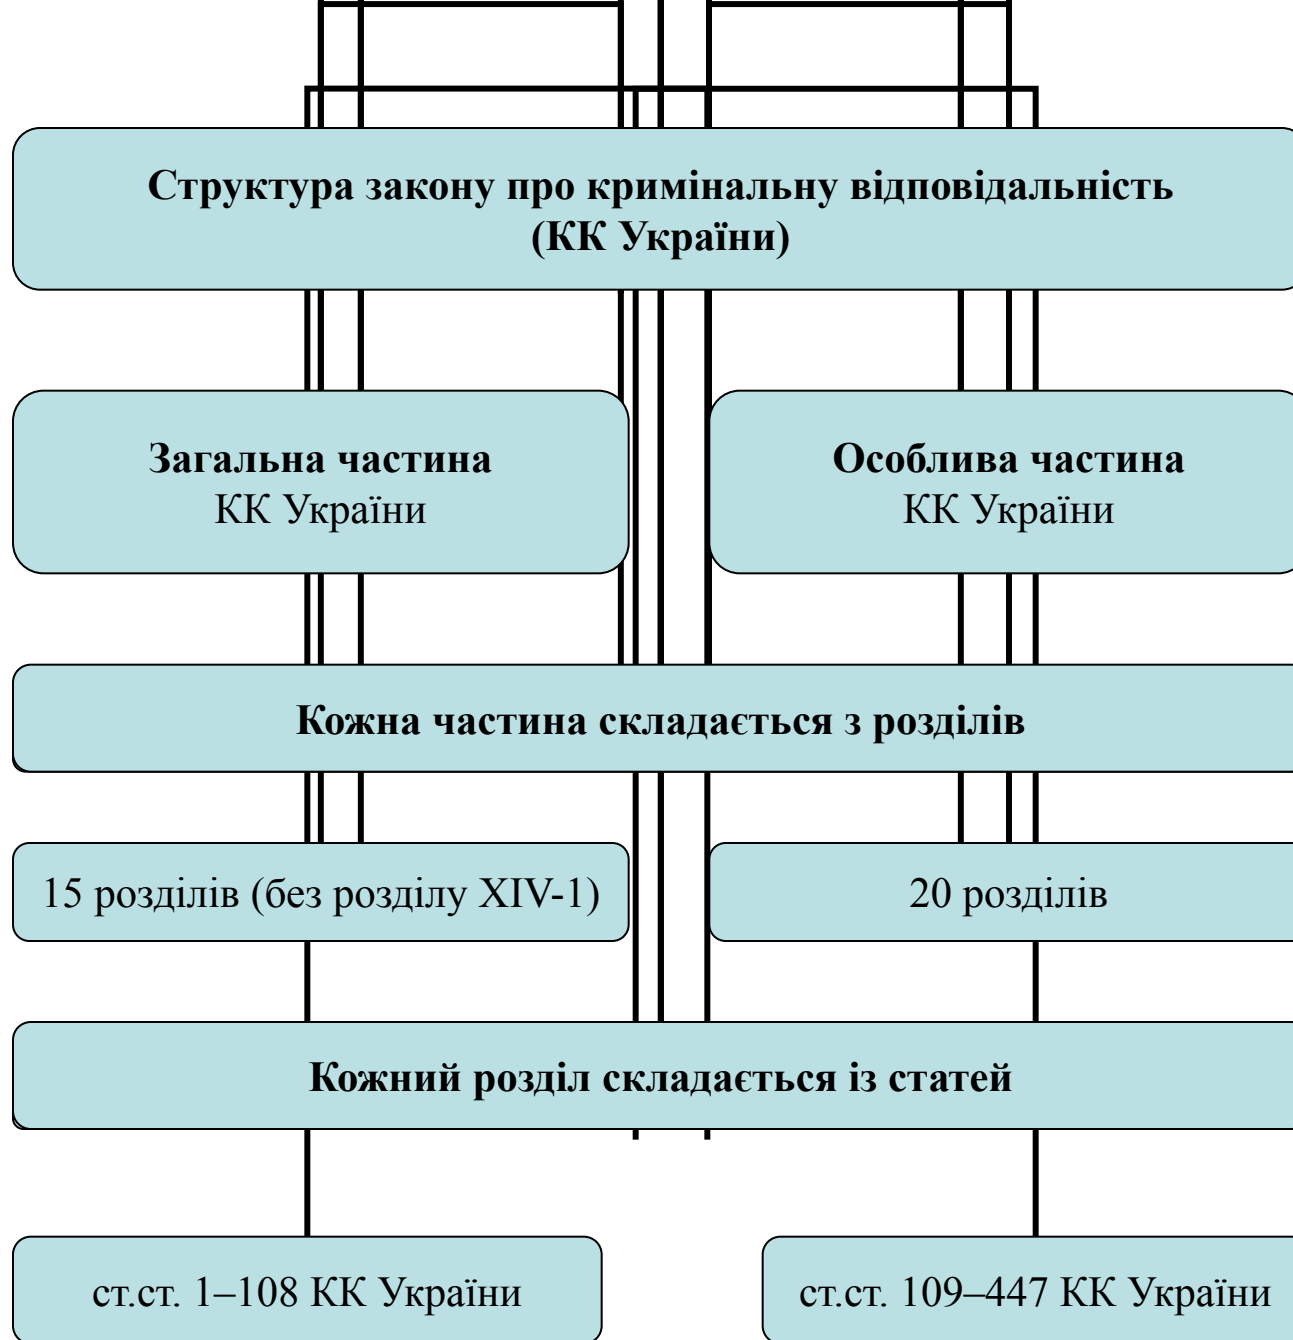 Структура закону про кримінальну відповідальність
(КК України)
Загальна частина
КК України
Особлива частина
КК України
Кожна частина складається з розділів
15 розділів (без розділу XIV-1)
20 розділів
Кожний розділ складається із статей
ст.ст. 1–108 КК України
ст.ст. 109–447 КК України